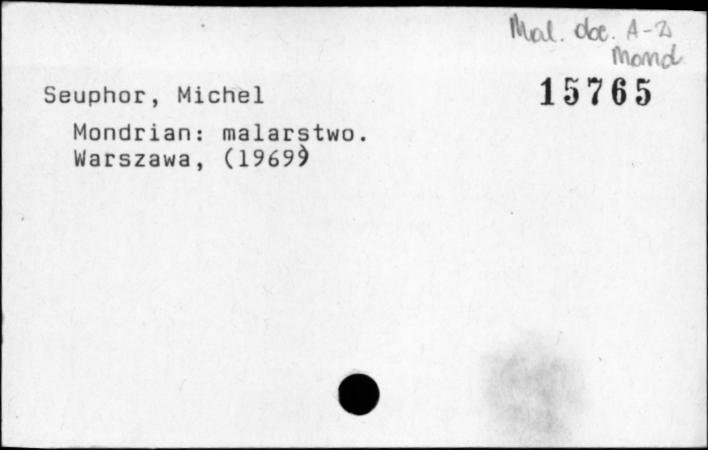 Mal. doc. A-Z
Mond
15765
Seuphor, Michel
Mondrian: malarstwo.
Warszawa, (1969)